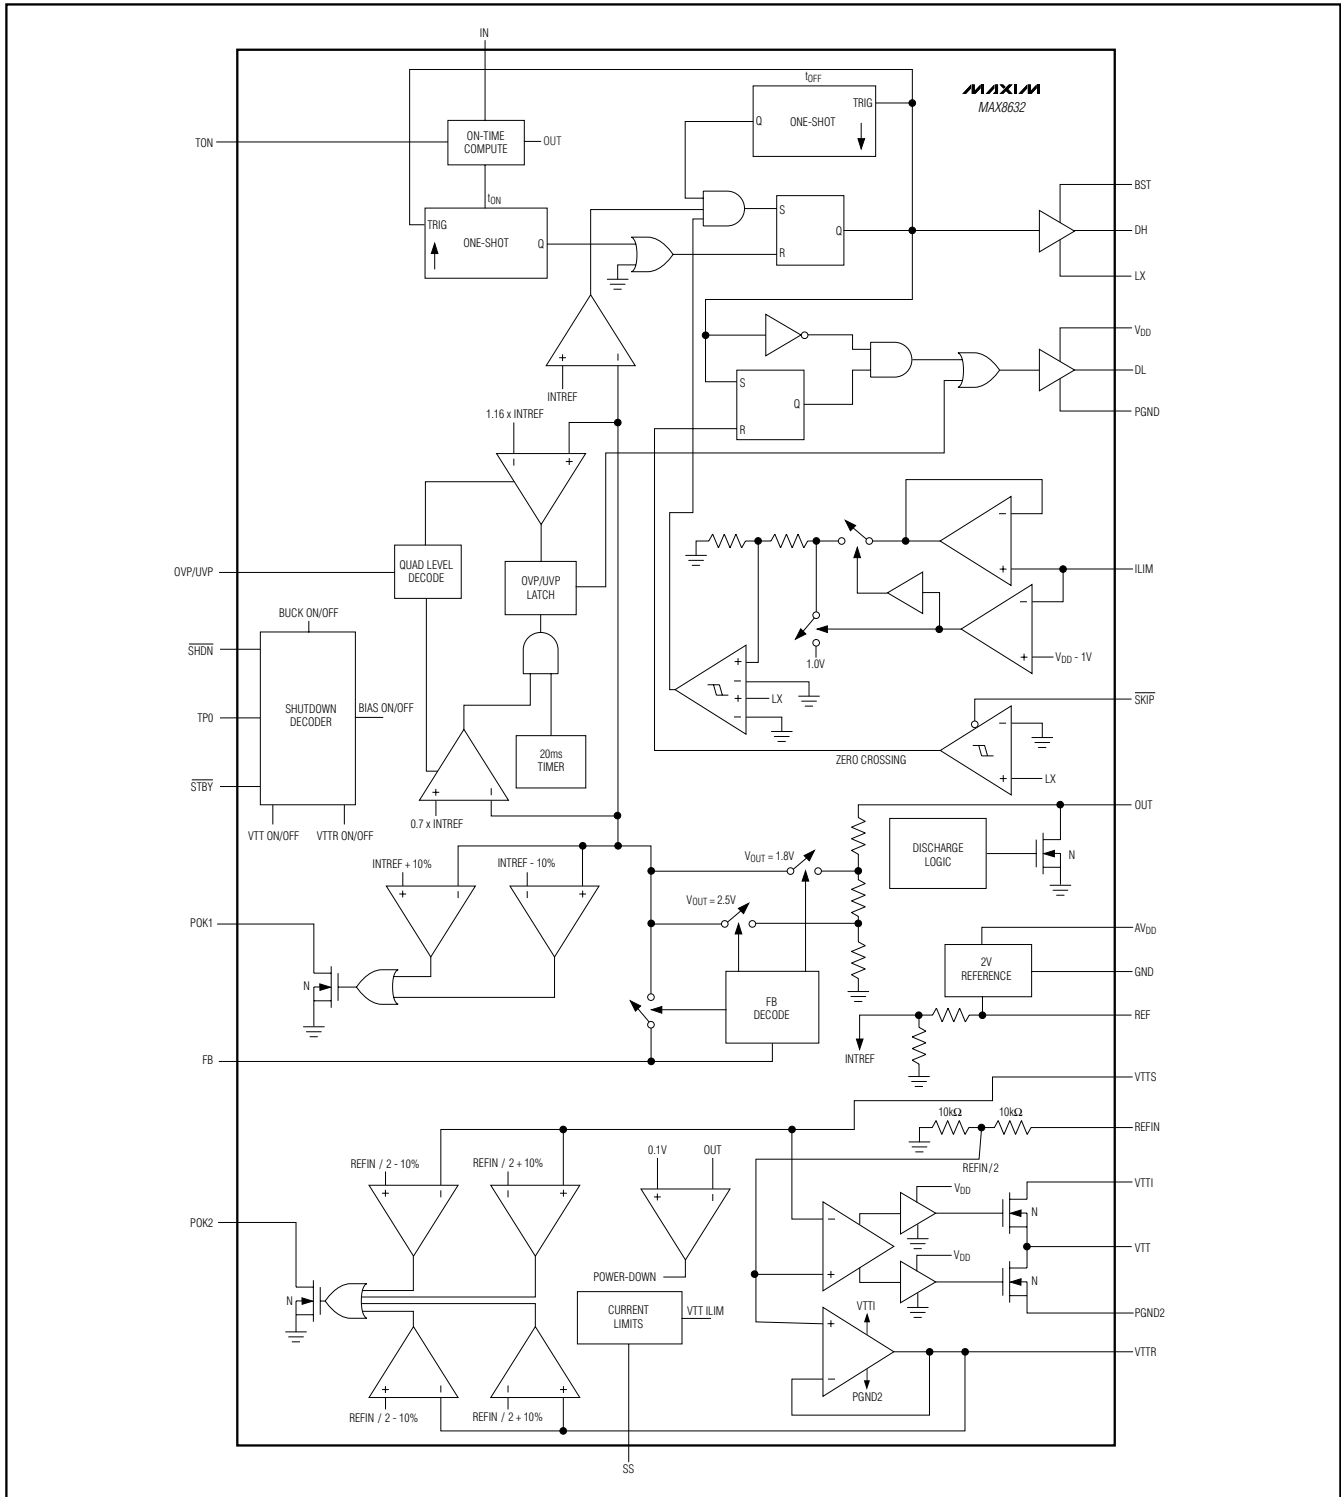 IN
tOFF
MAXIM
MAX8632
TRIG
Q
ONE-SHOT
TON
ON-TIME
COMPUTE
OUT
tON
TRIG
ONE-SHOT
Q
S
Q
R
BST
DH
LX
+
–
INTREF
1.16 x INTREF
–
+
S
Q
R
VDD
DL
PGND
OVP/UVP
QUAD LEVEL
DECODE
OVP/UVP
LATCH
–
+
ILIM
–
+
VDD - 1V
1.0V
BUCK ON/OFF
SHDN
TP0
STBY
SHUTDOWN
DECODER
BIAS ON/OFF
VTT ON/OFF
VTTR ON/OFF
20ms
TIMER
+
–
0.7 x INTREF
+
–
+
–
LX
SKIP
–
+
LX
ZERO CROSSING
OUT
DISCHARGE
LOGIC
N
VOUT = 1.8V
VOUT = 2.5V
INTREF + 10%
INTREF - 10%
+
–
–
+
POK1
N
FB
DECODE
FB
AVDD
2V
REFERENCE
GND
REF
INTREF
VTTS
10kΩ
10kΩ
REFIN
REFIN/2
REFIN / 2 - 10%
REFIN / 2 + 10%
+
–
–
+
0.1V
OUT
+
–
POWER-DOWN
POK2
N
VDD
N
VTTI
–
+
VTT
VDD
N
PGND2
CURRENT
LIMITS
VTT ILIM
VTTI
+
–
PGND2
VTTR
+
–
–
+
REFIN / 2 - 10%
REFIN / 2 + 10%
SS